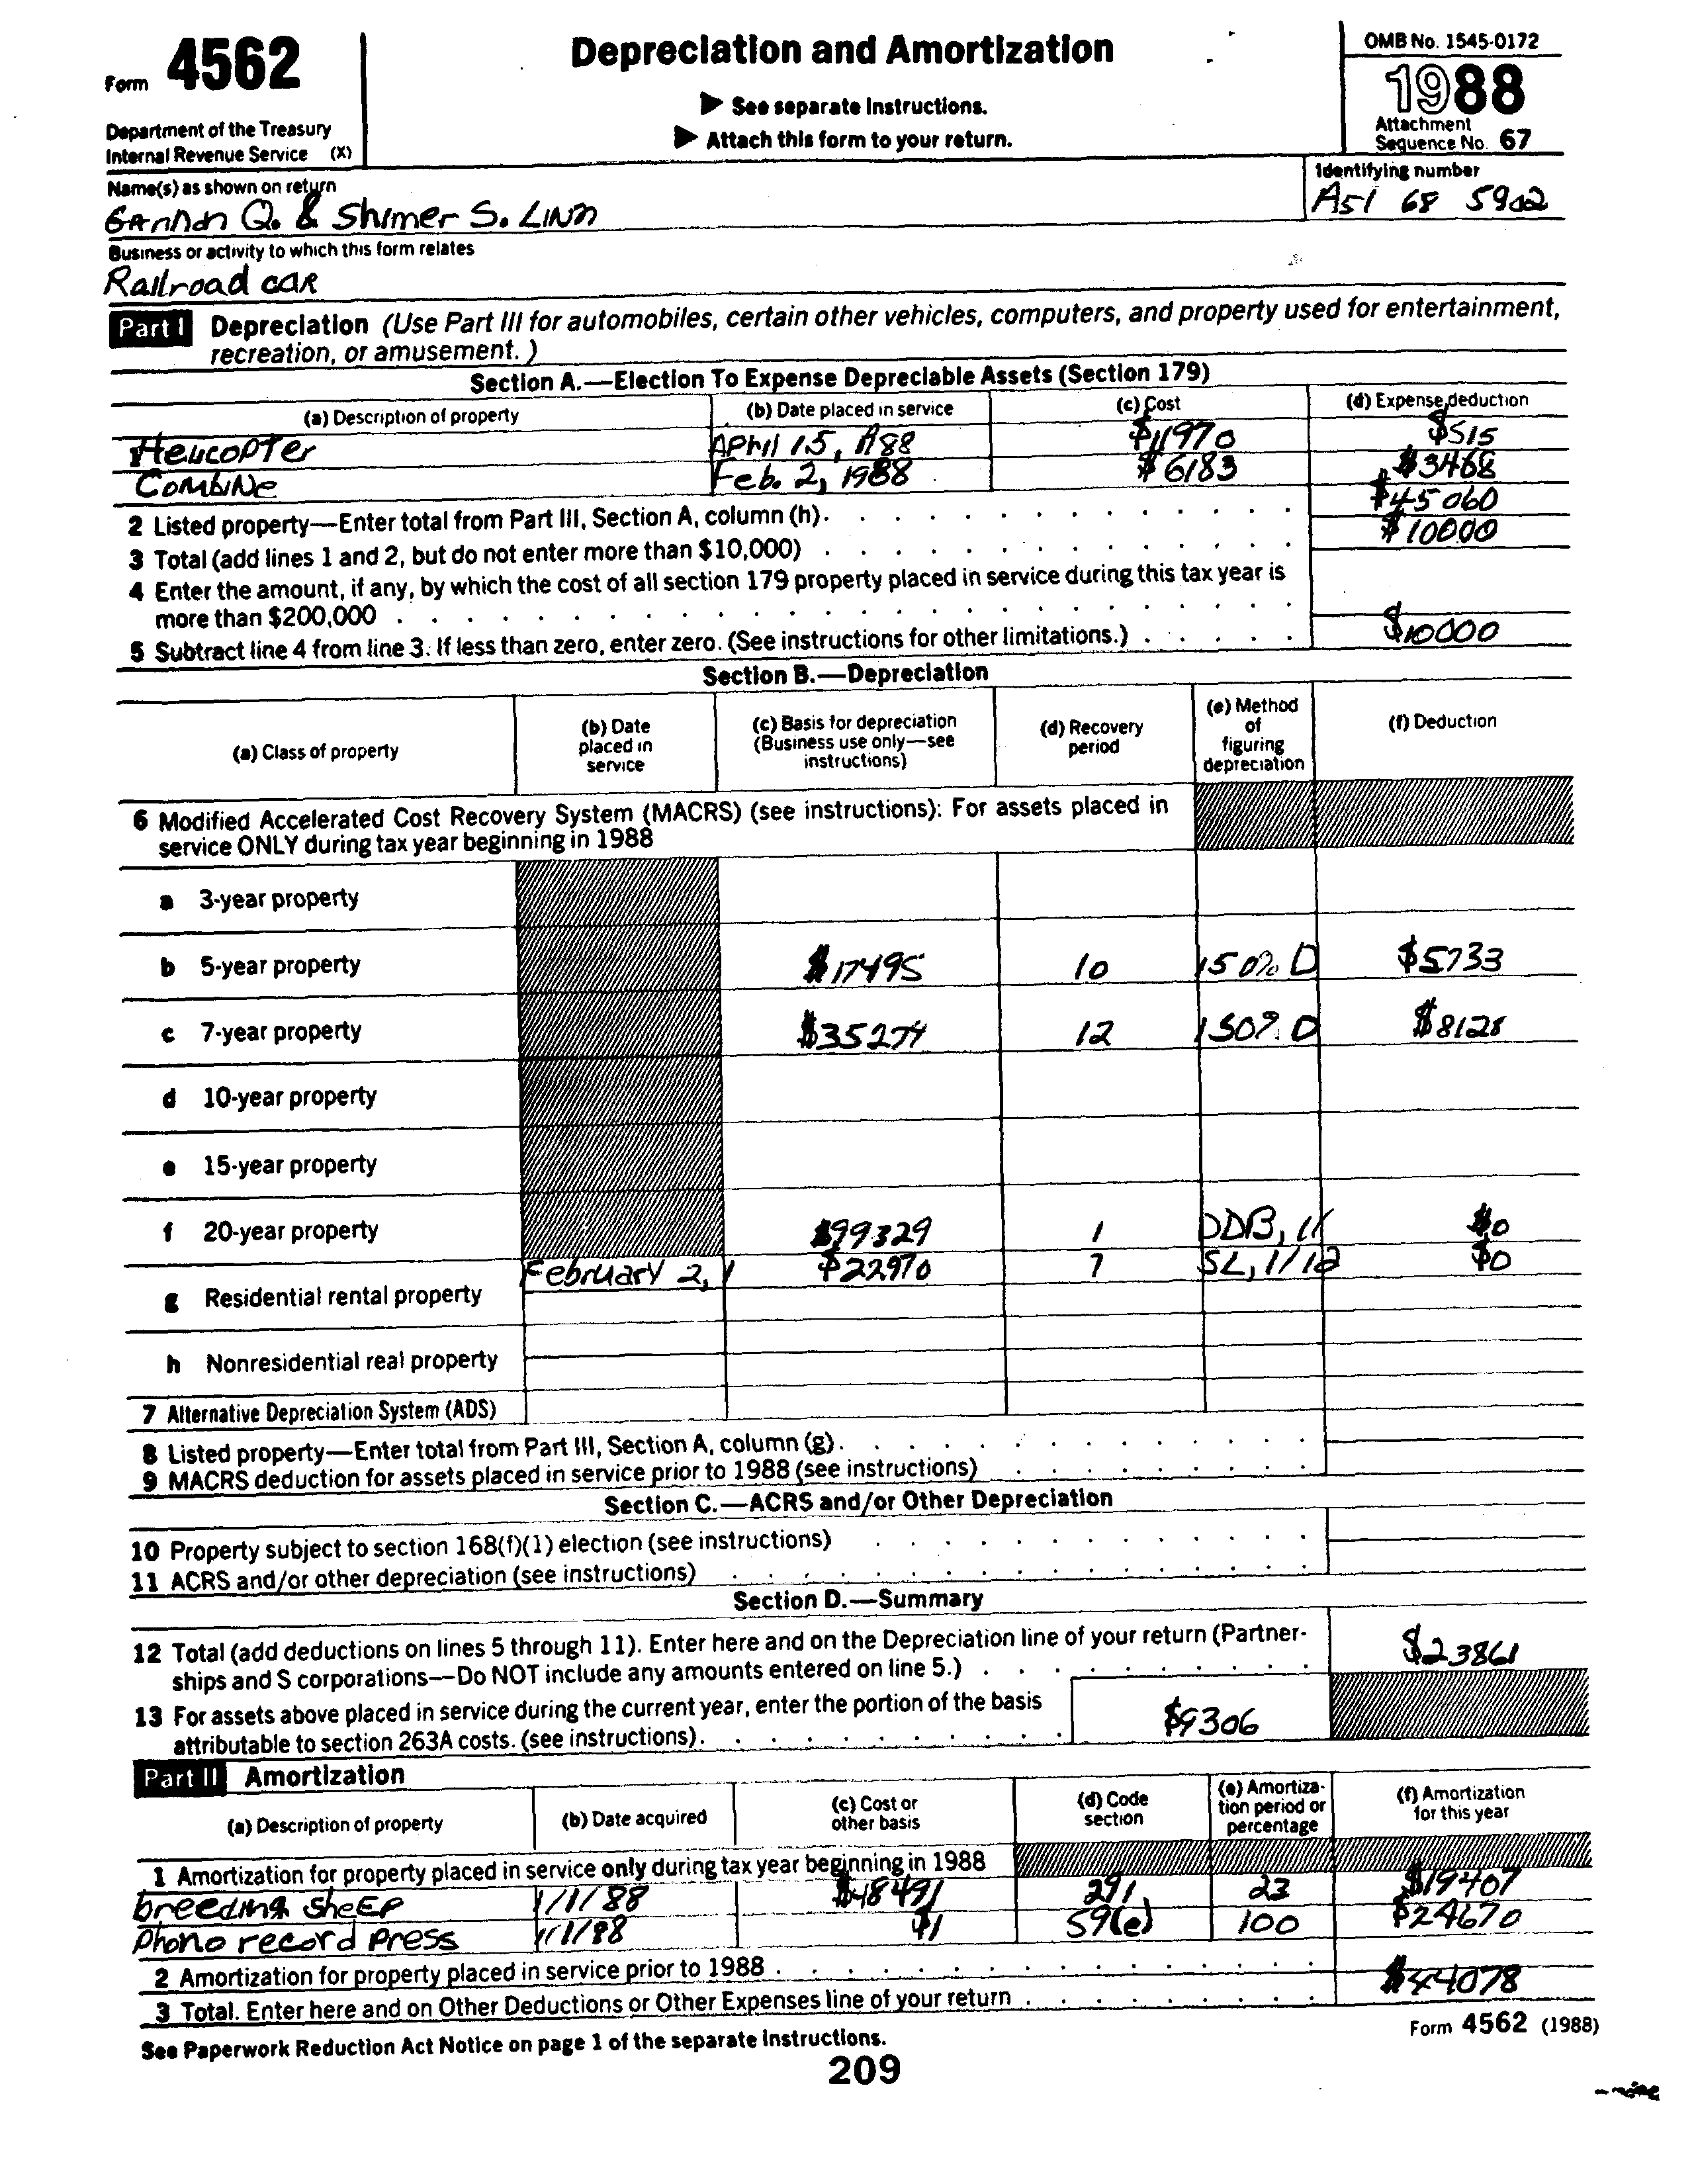 Form 4562
Department of the Treasury
Internal Revenue Service (X)
Depreciation and Amortization
▶ See separate Instructions.
▶ Attach this form to your return.
OMB No. 1545-0172
1988
Attachment
Sequence No. 67
Name(s) as shown on return
GANNAN Q. & Shimer S. LINN
Identifying number
A51 68 5902
Business or activity to which this form relates
Railroad CAR
Part I Depreciation (Use Part III for automobiles, certain other vehicles, computers, and property used for entertainment,
recreation, or amusement.)
Section A.—Election To Expense Depreciable Assets (Section 179)
(a) Description of property (b) Date placed in service (c) Cost (d) Expense deduction
1 Helicopter April 15, A88 $11970 $515
Combine Feb. 2, 1988 $6183 $3468
2 Listed property—Enter total from Part III, Section A, column (h). $45060
3 Total (add lines 1 and 2, but do not enter more than $10,000) $10000
4 Enter the amount, if any, by which the cost of all section 179 property placed in service during this tax year is
more than $200,000
5 Subtract line 4 from line 3. If less than zero, enter zero. (See instructions for other limitations.) $10000
Section B.—Depreciation
(a) Class of property (b) Date placed in service (c) Basis for depreciation (Business use only—see instructions) (d) Recovery period (e) Method of figuring depreciation (f) Deduction
6 Modified Accelerated Cost Recovery System (MACRS) (see instructions): For assets placed in
service ONLY during tax year beginning in 1988
a 3-year property
b 5-year property $17495 10 150% D $5733
c 7-year property $35274 12 150% D $8128
d 10-year property
e 15-year property
f 20-year property $99329 1 DDB, 1/ $0
February 2, 1 $22970 7 SL, 1/12 $0
g Residential rental property
h Nonresidential real property
7 Alternative Depreciation System (ADS)
8 Listed property—Enter total from Part III, Section A, column (g).
9 MACRS deduction for assets placed in service prior to 1988 (see instructions)
Section C.—ACRS and/or Other Depreciation
10 Property subject to section 168(f)(1) election (see instructions)
11 ACRS and/or other depreciation (see instructions)
Section D.—Summary
12 Total (add deductions on lines 5 through 11). Enter here and on the Depreciation line of your return (Partner-
ships and S corporations—Do NOT include any amounts entered on line 5.) $23861
13 For assets above placed in service during the current year, enter the portion of the basis
attributable to section 263A costs. (see instructions). $9306
Part II Amortization
(a) Description of property (b) Date acquired (c) Cost or other basis (d) Code section (e) Amortiza-tion period or percentage (f) Amortization for this year
1 Amortization for property placed in service only during tax year beginning in 1988
breeding sheep 1/1/88 $48491 291 23 $19407
Phono record Press 1/1/88 $1 59(e) 100 $24670
2 Amortization for property placed in service prior to 1988
3 Total. Enter here and on Other Deductions or Other Expenses line of your return $44078
See Paperwork Reduction Act Notice on page 1 of the separate Instructions.
Form 4562 (1988)
209